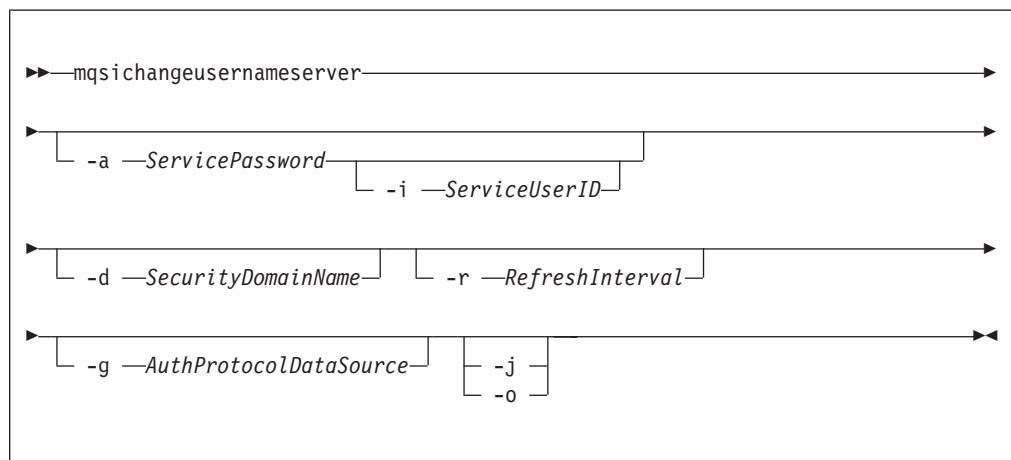 mqsichangeusernameserver
-a ServicePassword
-i ServiceUserID
-d SecurityDomainName -r RefreshInterval
-g AuthProtocolDataSource -j
-o